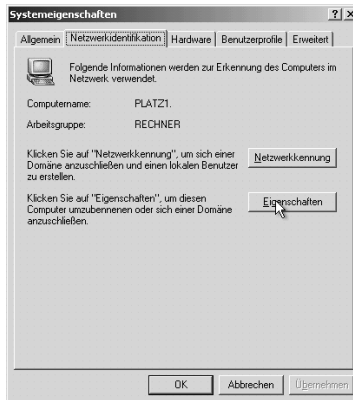 Systemeigenschaften
Allgemein Netzwerkidentifikation Hardware Benutzerprofile Erweitert
Folgende Informationen werden zur Erkennung des Computers im
Netzwerk verwendet.
Computername: PLATZ1.
Arbeitsgruppe: RECHNER
Klicken Sie auf "Netzwerkkennung", um sich einer
Domäne anzuschließen und einen lokalen Benutzer
zu erstellen.
Netzwerkkennung
Klicken Sie auf "Eigenschaften", um diesen
Computer umzubennenen oder sich einer Domäne
anzuschließen.
Eigenschaften
OK Abbrechen Übernehmen